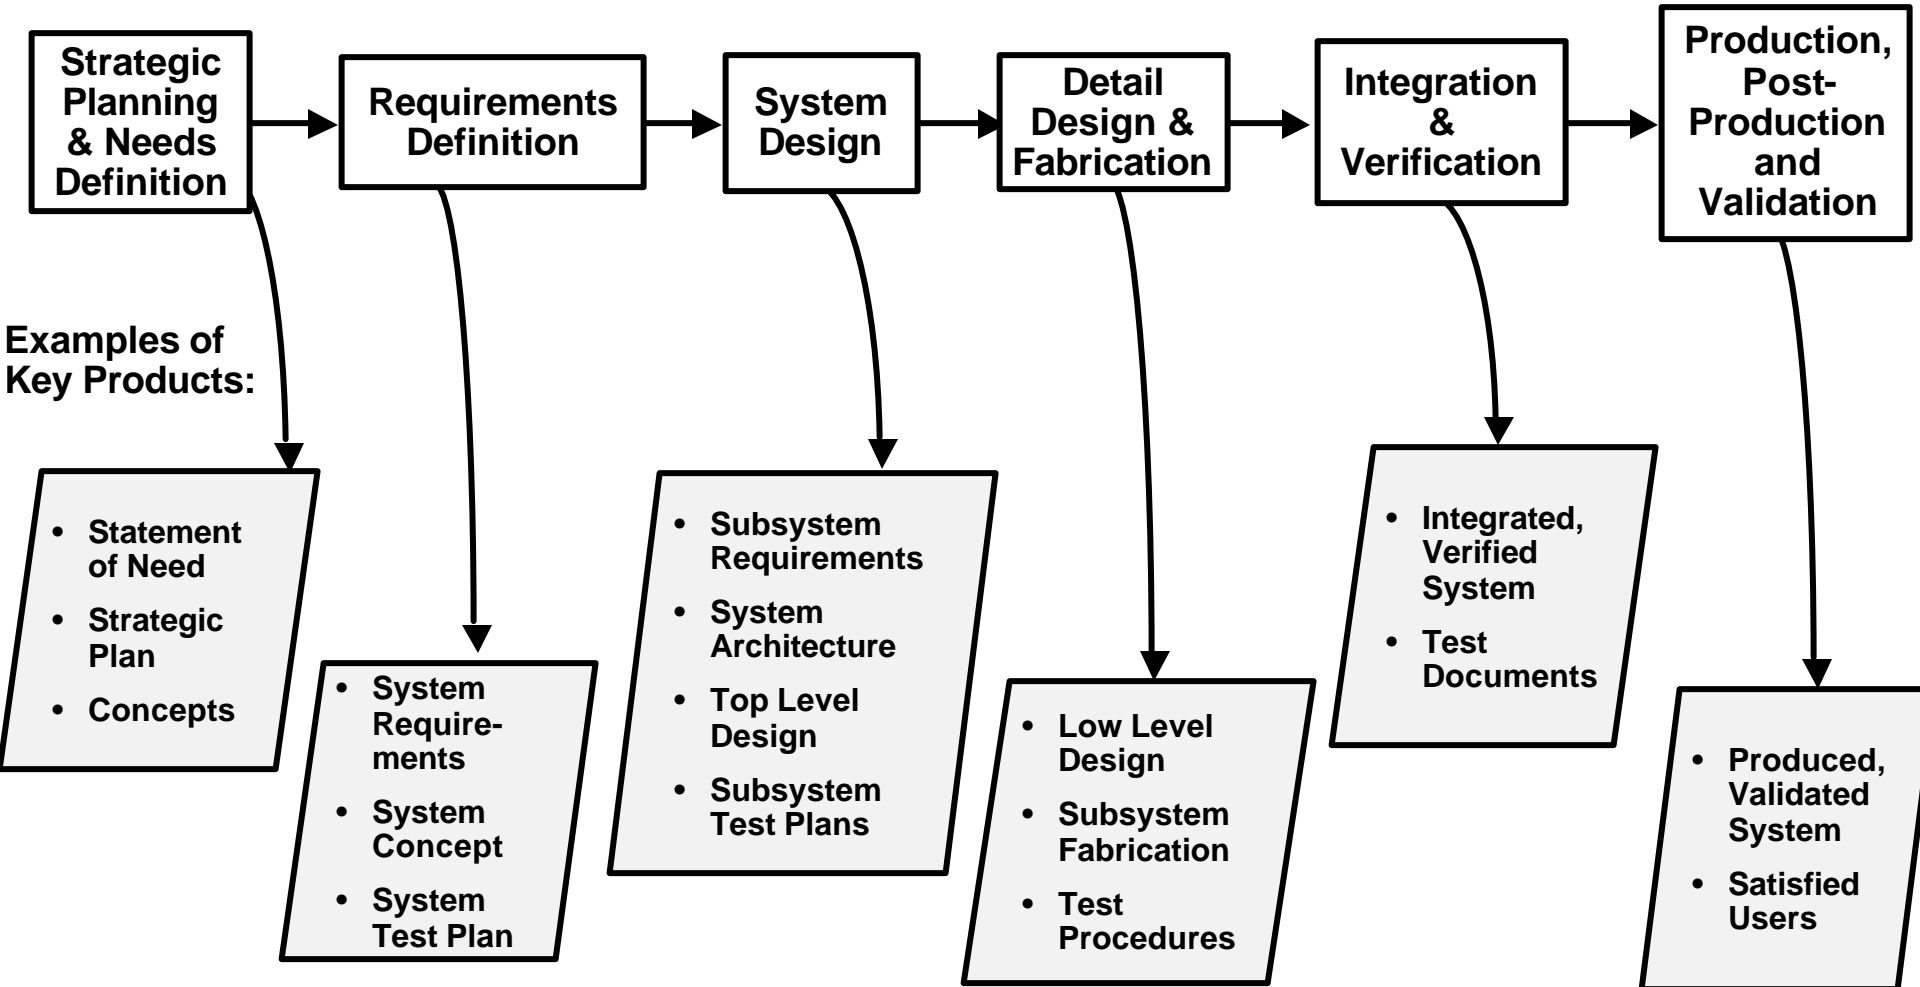 Strategic
Planning
& Needs
Definition
Requirements
Definition
System
Design
Detail
Design &
Fabrication
Integration
&
Verification
Production,
Post-
Production
and
Validation
Examples of
Key Products:
• Statement
of Need
• Strategic
Plan
• Concepts
• System
Require-
ments
• System
Concept
• System
Test Plan
• Subsystem
Requirements
• System
Architecture
• Top Level
Design
• Subsystem
Test Plans
• Low Level
Design
• Subsystem
Fabrication
• Test
Procedures
• Integrated,
Verified
System
• Test
Documents
• Produced,
Validated
System
• Satisfied
Users